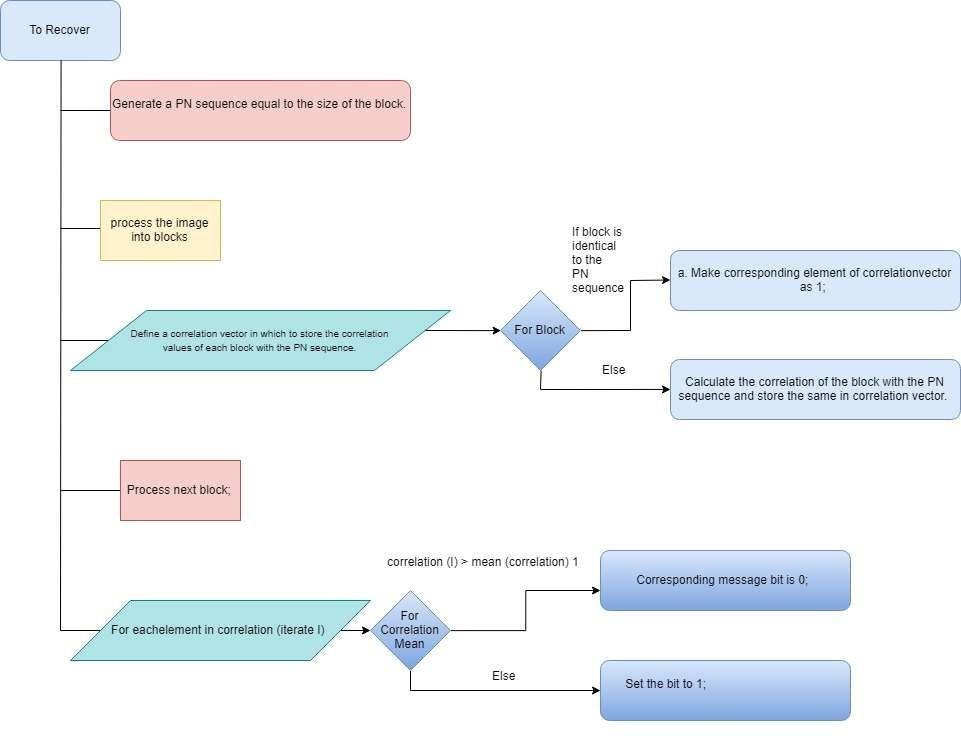 To Recover
Generate a PN sequence equal to the size of the block.
process the image
into blocks
If block is
identical
to the
PN
sequence
a. Make corresponding element of correlationvector
as 1;
Define a correlation vector in which to store the correlation
values of each block with the PN sequence.
For Block
Else
Calculate the correlation of the block with the PN
sequence and store the same in correlation vector.
Process next block;
correlation (I) > mean (correlation) 1
Corresponding message bit is 0;
For eachelement in correlation (iterate I)
For
Correlation
Mean
Else
Set the bit to 1;